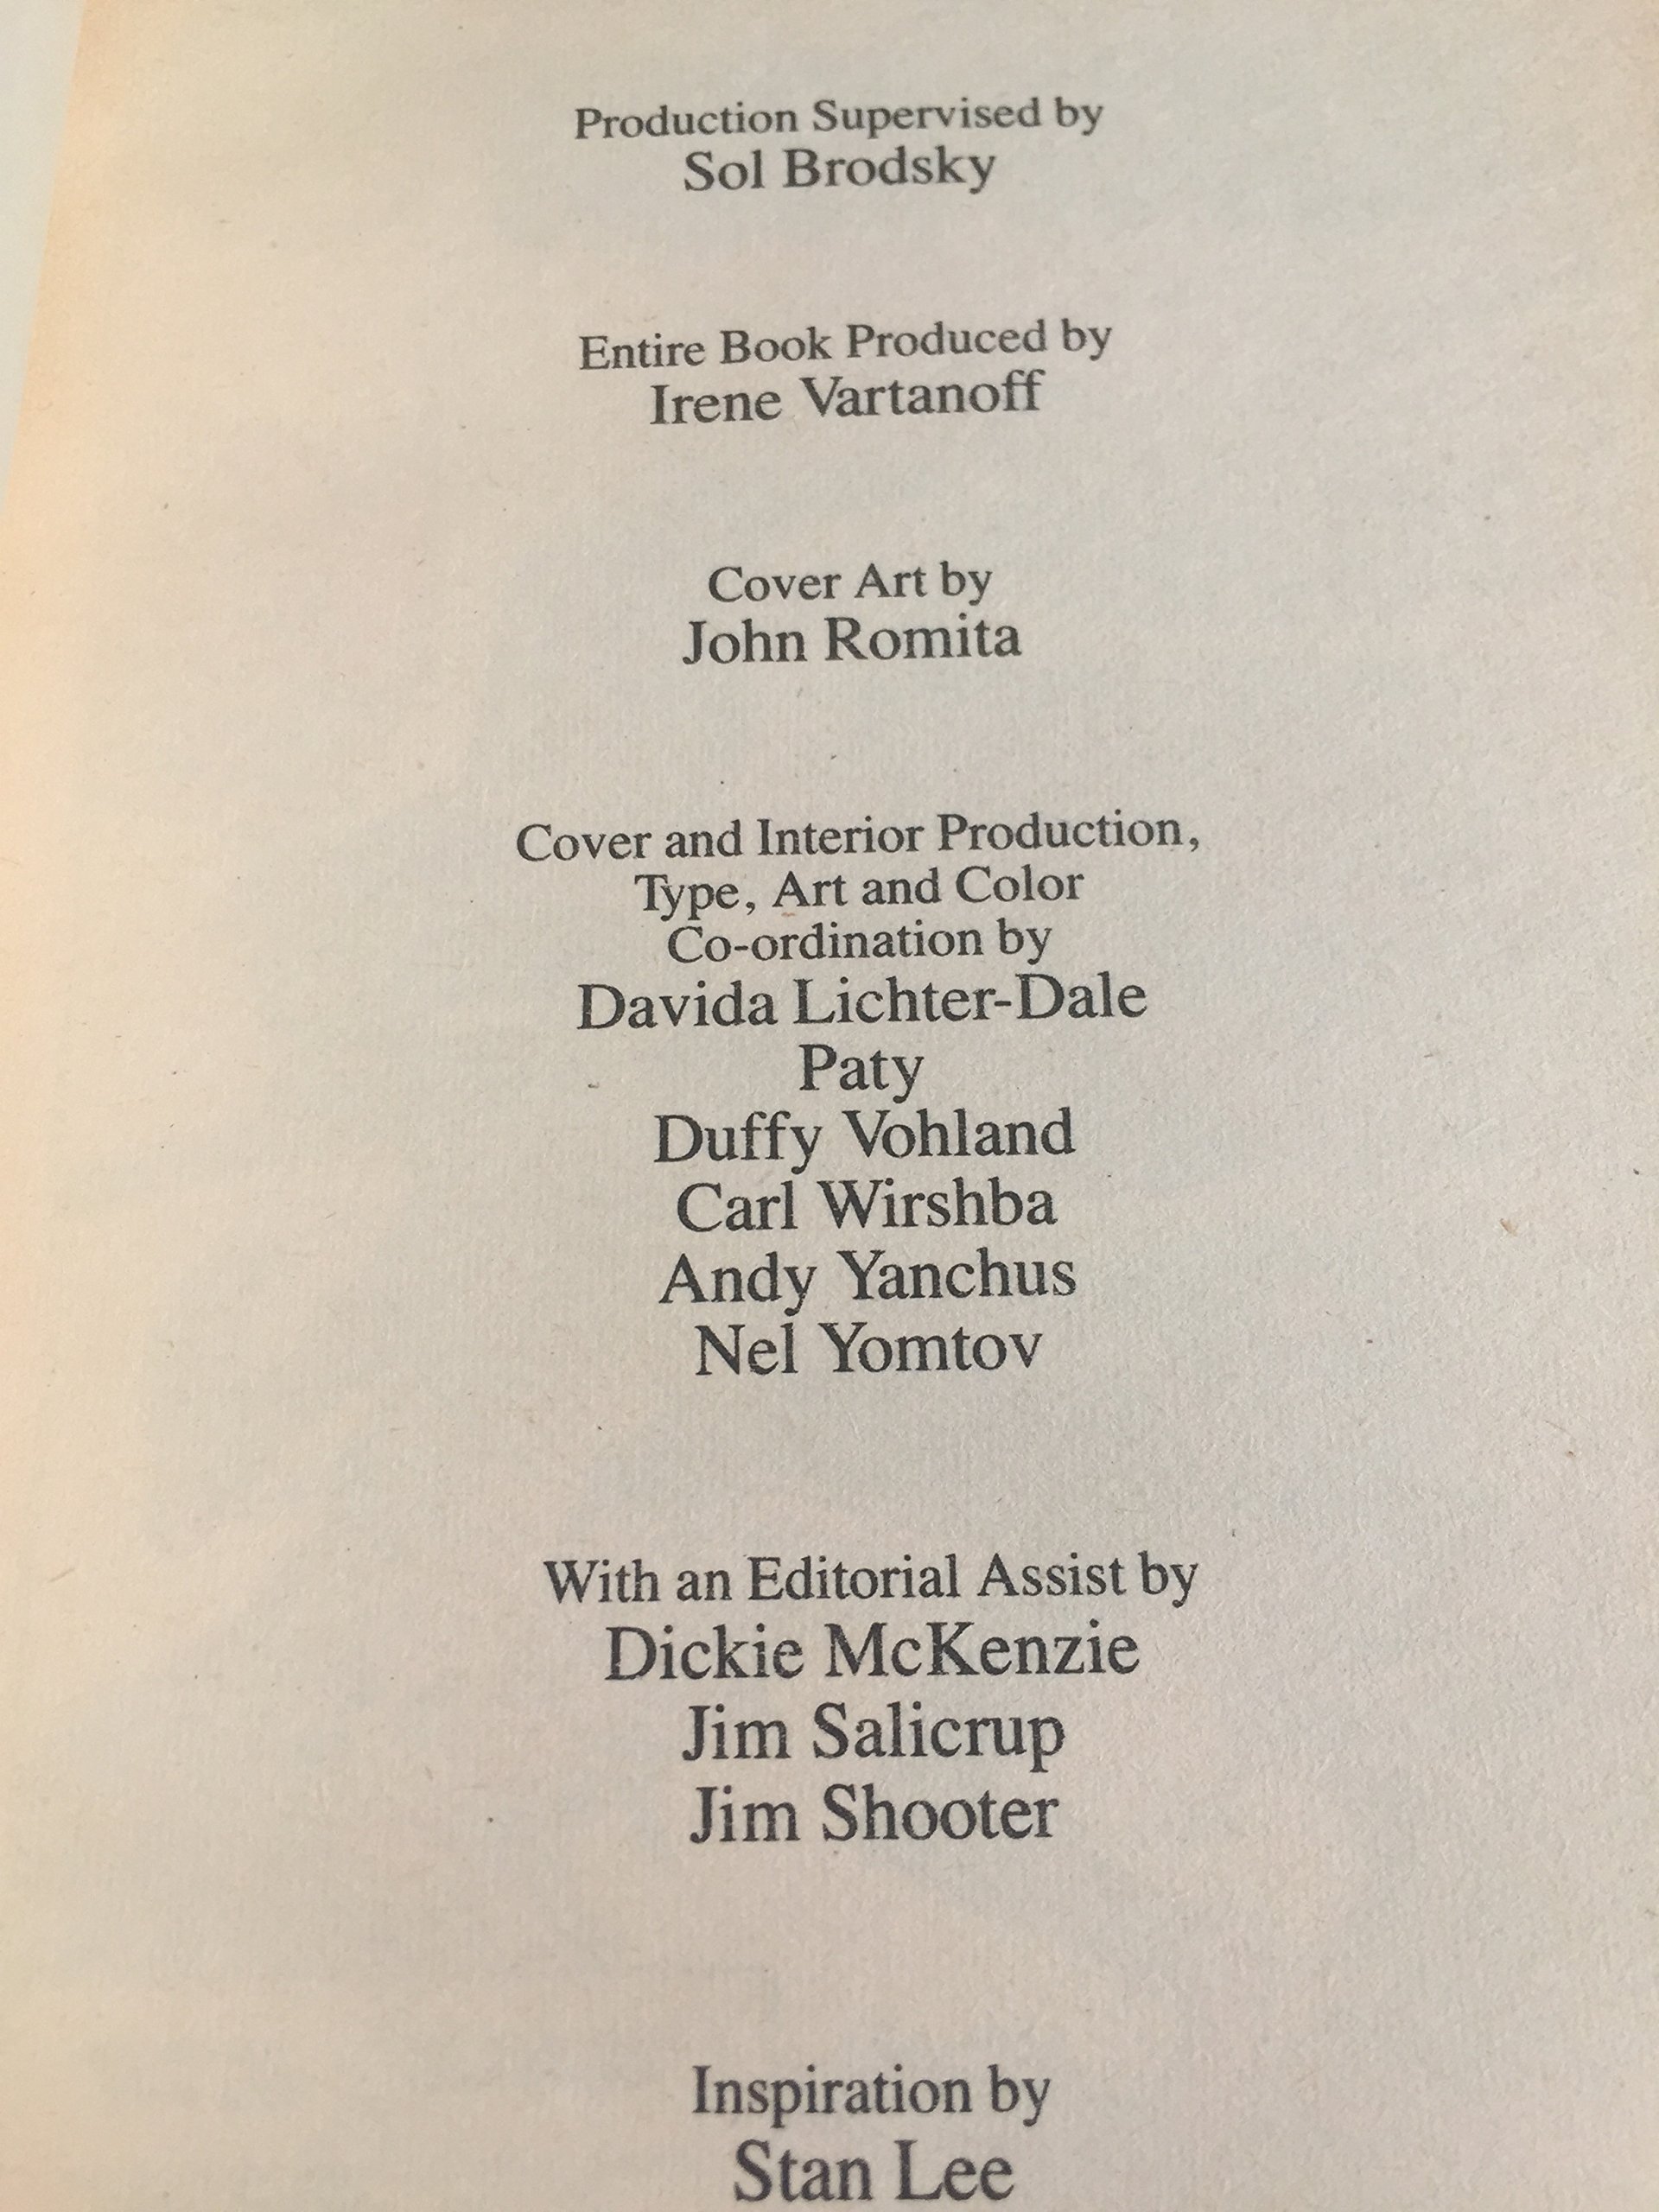 Production Supervised by
Sol Brodsky
Entire Book Produced by
Irene Vartanoff
Cover Art by
John Romita
Cover and Interior Production,
Type, Art and Color
Co-ordination by
Davida Lichter-Dale
Paty
Duffy Vohland
Carl Wirshba
Andy Yanchus
Nel Yomtov
With an Editorial Assist by
Dickie McKenzie
Jim Salicrup
Jim Shooter
Inspiration by
Stan Lee